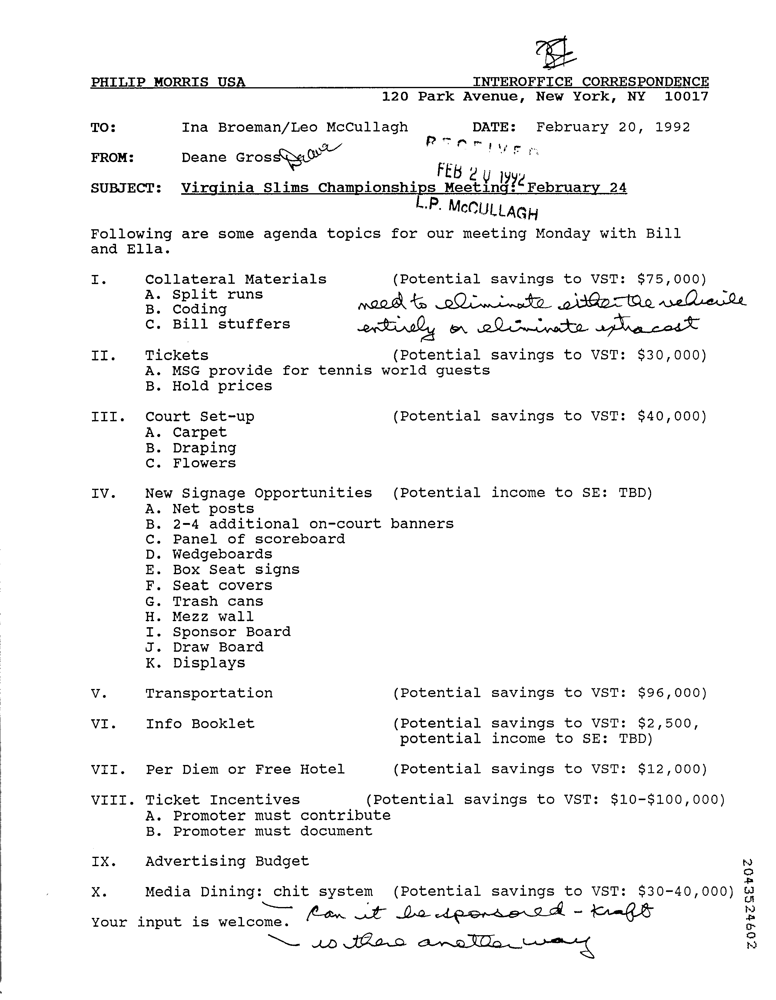 PHILIP MORRIS USA INTEROFFICE CORRESPONDENCE
120 Park Avenue, New York, NY 10017
TO: Ina Broeman/Leo McCullagh DATE: February 20, 1992
RECEIVED
FROM: Deane Gross Deane
FEB 20 1992
SUBJECT: Virginia Slims Championships Meeting: February 24
L.P. McCULLAGH
Following are some agenda topics for our meeting Monday with Bill
and Ella.
I. Collateral Materials (Potential savings to VST: $75,000)
A. Split runs
need to eliminate either the vehicile
B. Coding
C. Bill stuffers
entirely or eliminate extra cost
II. Tickets (Potential savings to VST: $30,000)
A. MSG provide for tennis world guests
B. Hold prices
III. Court Set-up (Potential savings to VST: $40,000)
A. Carpet
B. Draping
C. Flowers
IV. New Signage Opportunities (Potential income to SE: TBD)
A. Net posts
B. 2-4 additional on-court banners
C. Panel of scoreboard
D. Wedgeboards
E. Box Seat signs
F. Seat covers
G. Trash cans
H. Mezz wall
I. Sponsor Board
J. Draw Board
K. Displays
V. Transportation (Potential savings to VST: $96,000)
VI. Info Booklet (Potential savings to VST: $2,500,
potential income to SE: TBD)
VII. Per Diem or Free Hotel (Potential savings to VST: $12,000)
VIII. Ticket Incentives (Potential savings to VST: $10-$100,000)
A. Promoter must contribute
B. Promoter must document
IX. Advertising Budget
X. Media Dining: chit system (Potential savings to VST: $30-40,000)
Your input is welcome. Can it be sponsored - Kraft
is there another way
2043524602